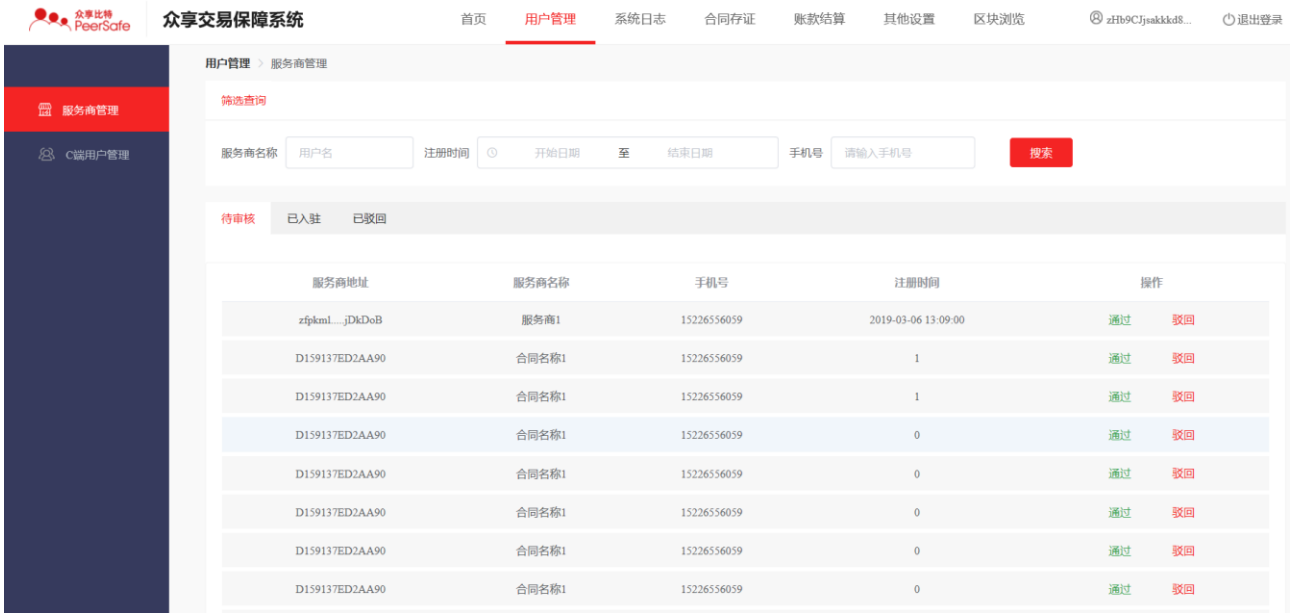 众享比特 PeerSafe 众享交易保障系统 首页 用户管理 系统日志 合同存证 账款结算 其他设置 区块浏览 zHb9CJjsakkkd8... 退出登录
用户管理 > 服务商管理
服务商管理
C端用户管理
筛选查询
服务商名称 用户名 注册时间 开始日期 至 结束日期 手机号 请输入手机号 搜索
待审核 已入驻 已驳回
服务商地址 服务商名称 手机号 注册时间 操作
zfpkml.....jDkDoB 服务商1 15226556059 2019-03-06 13:09:00 通过 驳回
D159137ED2AA90 合同名称1 15226556059 1 通过 驳回
D159137ED2AA90 合同名称1 15226556059 1 通过 驳回
D159137ED2AA90 合同名称1 15226556059 0 通过 驳回
D159137ED2AA90 合同名称1 15226556059 0 通过 驳回
D159137ED2AA90 合同名称1 15226556059 0 通过 驳回
D159137ED2AA90 合同名称1 15226556059 0 通过 驳回
D159137ED2AA90 合同名称1 15226556059 0 通过 驳回